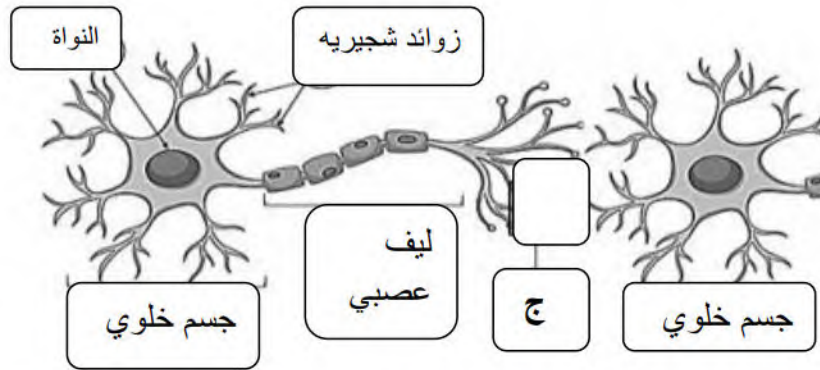 النواة
زوائد شجيريه
ليف
عصبي
ج
جسم خلوي
جسم خلوي